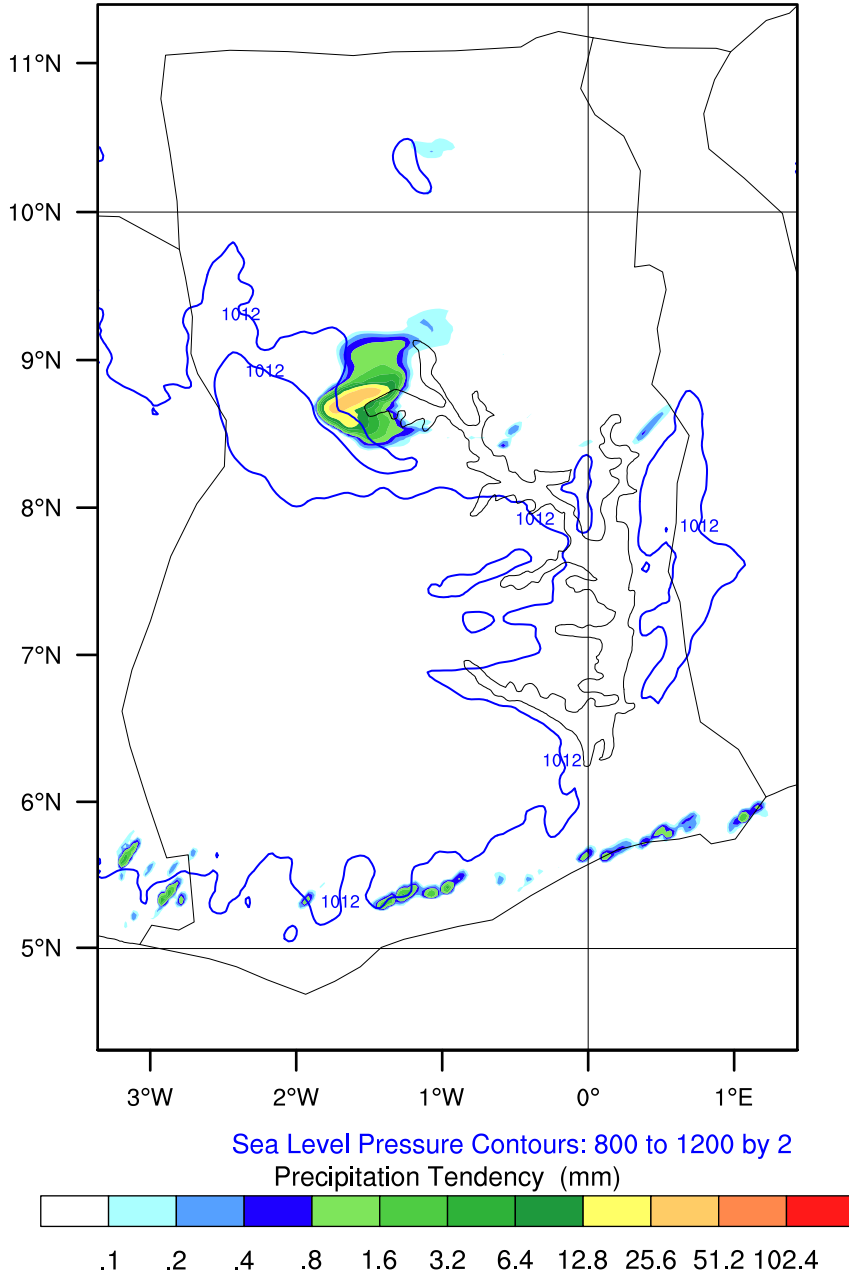 11°N
10°N
1012
9°N
1012
8°N
1012
1012
7°N
1012
6°N
1012
5°N
3°W 2°W 1°W 0° 1°E
Sea Level Pressure Contours: 800 to 1200 by 2
Precipitation Tendency (mm)
.1 .2 .4 .8 1.6 3.2 6.4 12.8 25.6 51.2 102.4